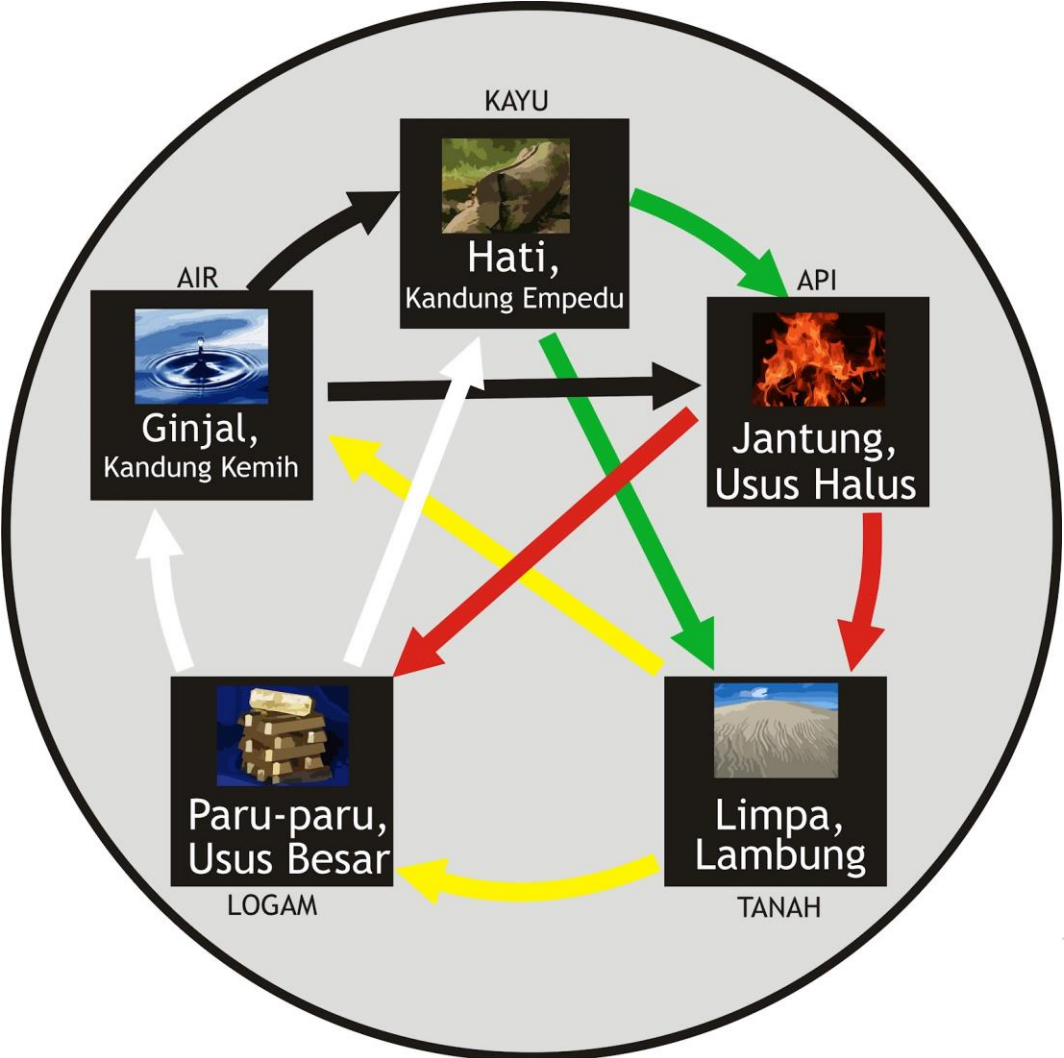 KAYU
Hati,
Kandung Empedu
AIR
Ginjal,
Kandung Kemih
API
Jantung,
Usus Halus
Paru-paru,
Usus Besar
LOGAM
Limpa,
Lambung
TANAH